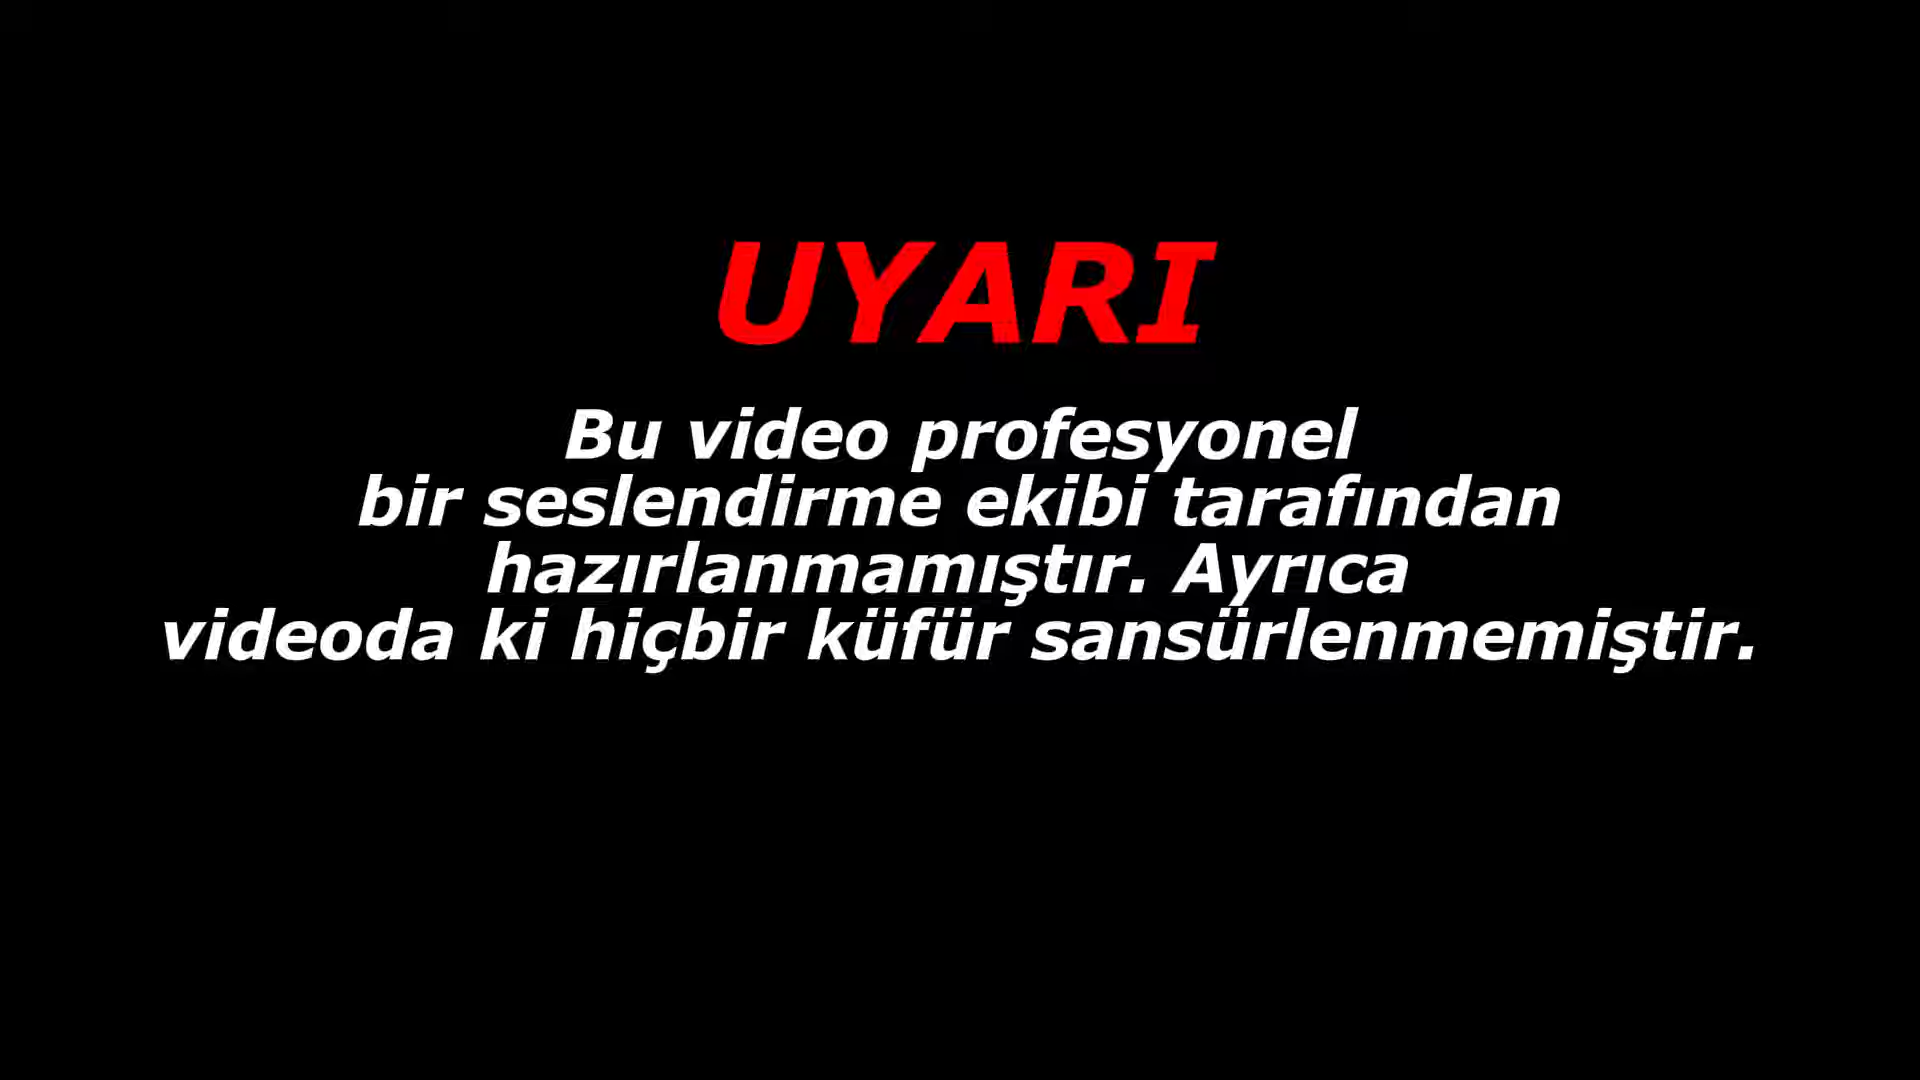 UYARI
Bu video profesyonel
bir seslendirme ekibi tarafından
hazırlanmamıştır. Ayrıca
videoda ki hiçbir küfür sansürlenmemiştir.